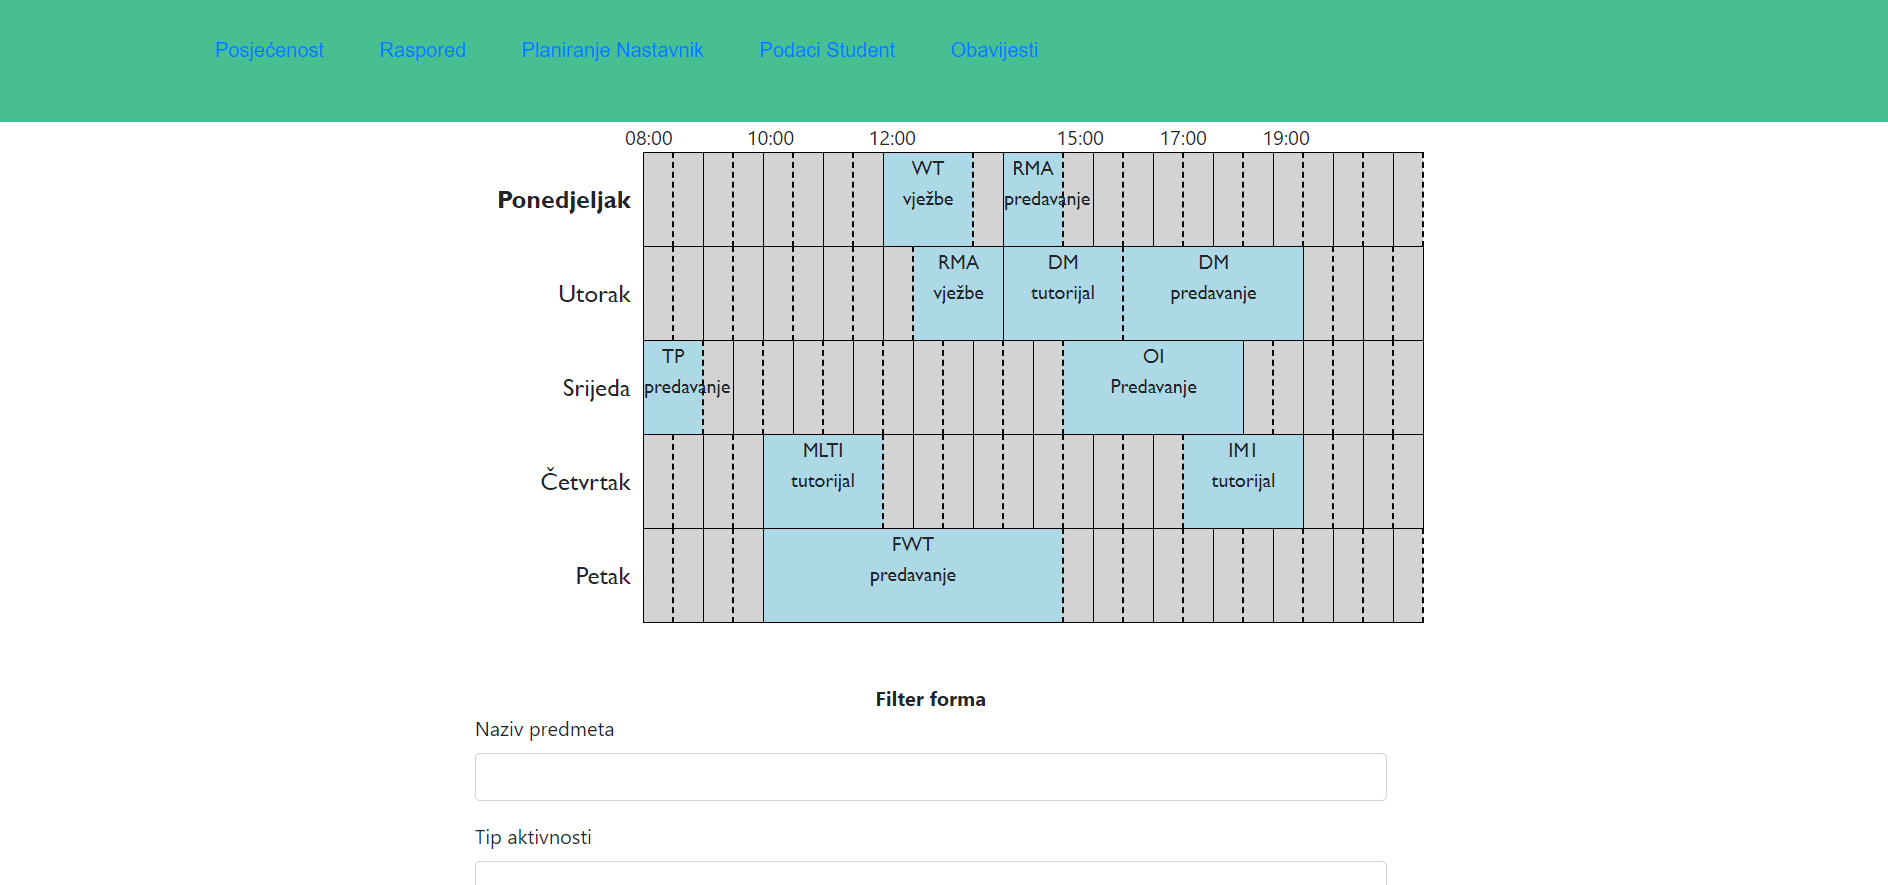 Posjećenost Raspored Planiranje Nastavnik Podaci Student Obavijesti
08:00 10:00 12:00 15:00 17:00 19:00
Ponedjeljak
WT
vježbe
RMA
predavanje
Utorak
RMA
vježbe
DM
tutorijal
DM
predavanje
Srijeda
TP
predavanje
OI
Predavanje
Četvrtak
MLTI
tutorijal
IM1
tutorijal
Petak
FWT
predavanje
Filter forma
Naziv predmeta
Tip aktivnosti